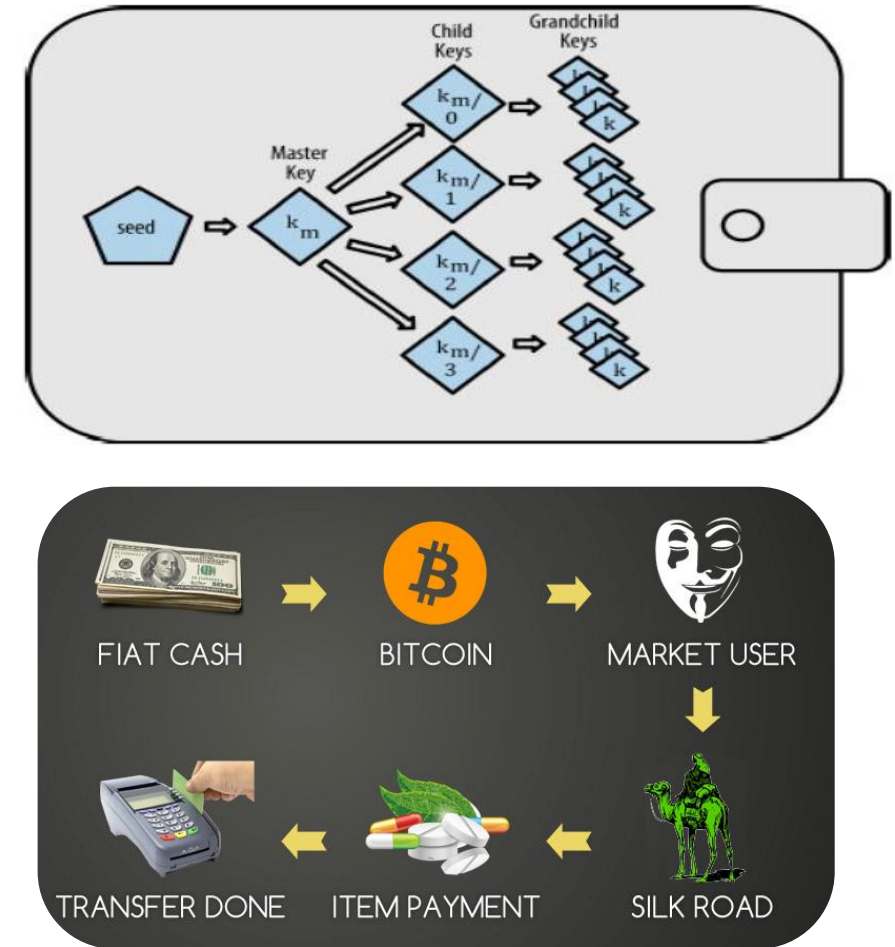 Child
Keys
Grandchild
Keys
Master
Key
seed
k
m
k m/
0
k m/
1
k m/
2
k m/
3
k
k
k
k
FIAT CASH
BITCOIN
MARKET USER
TRANSFER DONE
ITEM PAYMENT
SILK ROAD